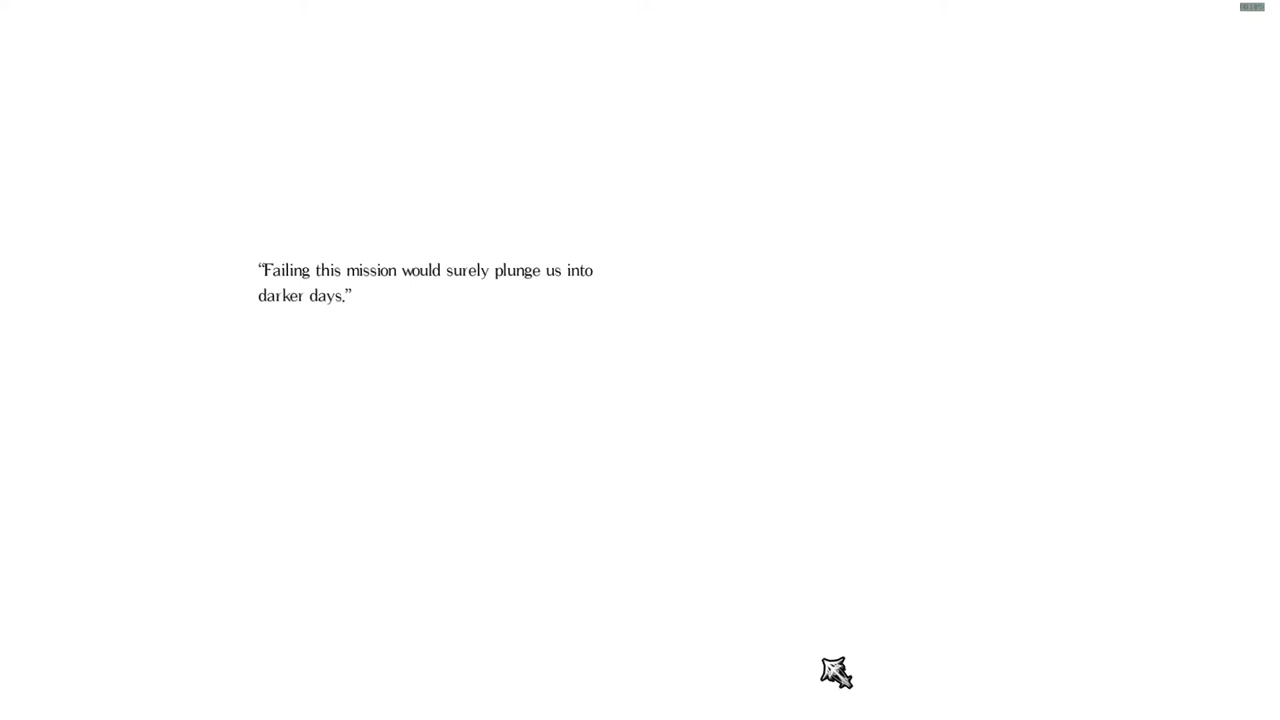 “Failing this mission would surely plunge us into
darker days.”